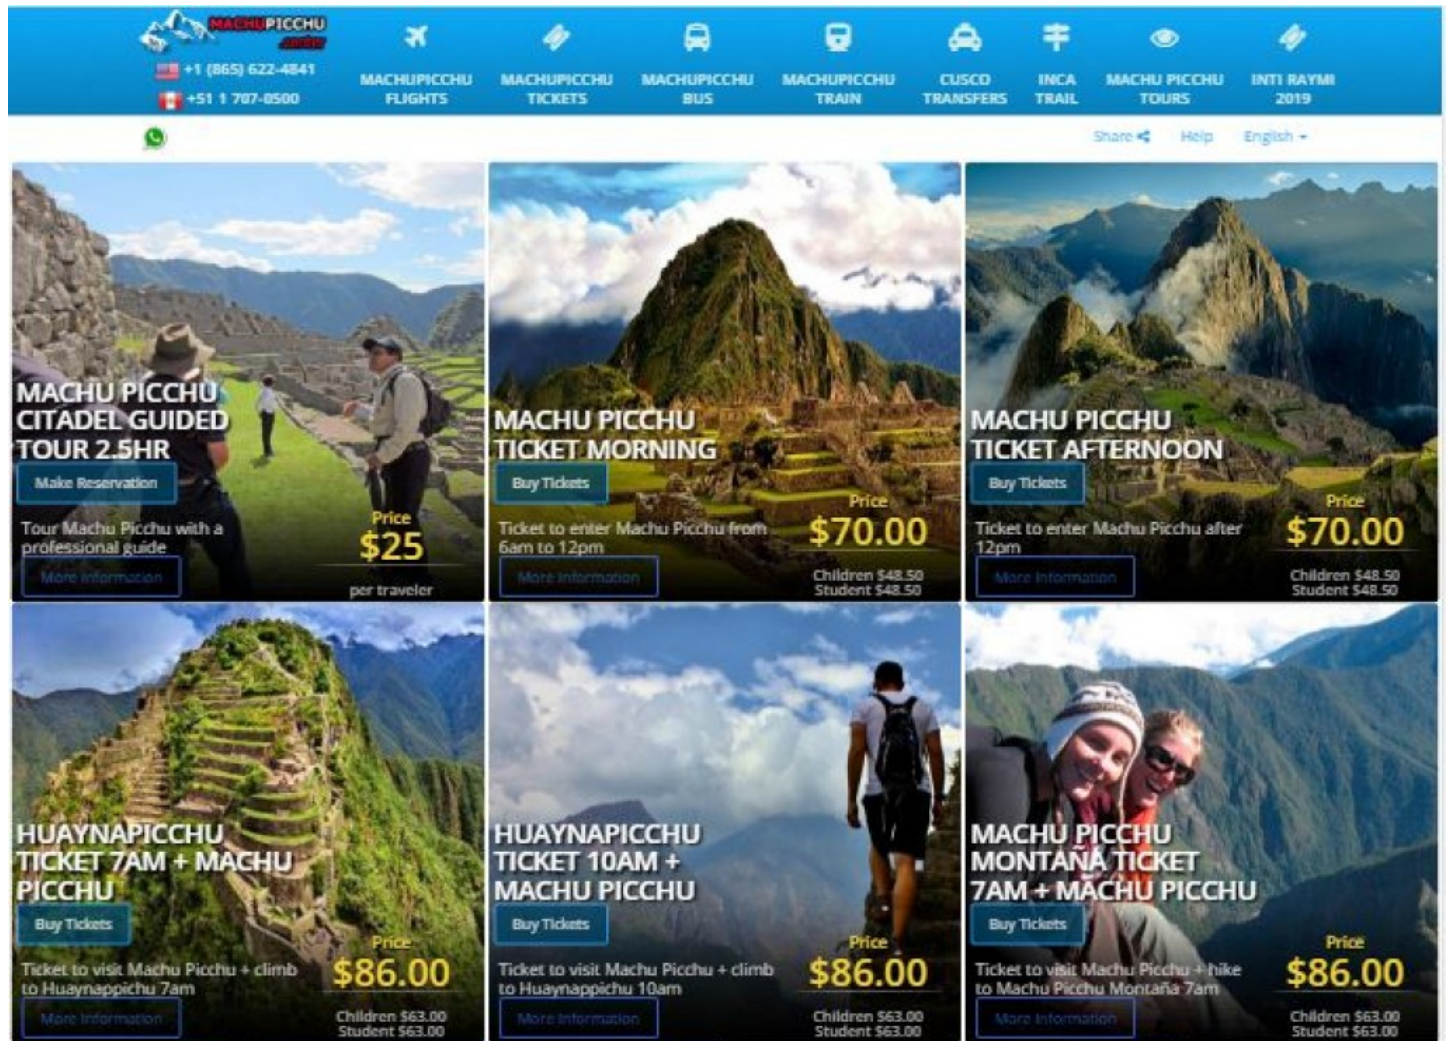 MACHUPICCHU
+1 (865) 622-4841
+51 1 707-0500
MACHUPICCHU
FLIGHTS
MACHUPICCHU
TICKETS
MACHUPICCHU
BUS
MACHUPICCHU
TRAIN
CUSCO
TRANSFERS
INCA
TRAIL
MACHU PICCHU
TOURS
INTI RAYMI
2019
Share
Help
English
MACHU PICCHU
CITADEL GUIDED
TOUR 2.5HR
Make Reservation
Tour Machu Picchu with a
professional guide
More Information
Price
$25
per traveler
MACHU PICCHU
TICKET MORNING
Buy Tickets
Ticket to enter Machu Picchu from
6am to 12pm
More Information
Price
$70.00
Children $48.50
Student $48.50
MACHU PICCHU
TICKET AFTERNOON
Buy Tickets
Ticket to enter Machu Picchu after
12pm
More Information
Price
$70.00
Children $48.50
Student $48.50
HUAYNAPICCHU
TICKET 7AM + MACHU
PICCHU
Buy Tickets
Ticket to visit Machu Picchu + climb
to Huaynappichu 7am
More Information
Price
$86.00
Children $63.00
Student $63.00
HUAYNAPICCHU
TICKET 10AM +
MACHU PICCHU
Buy Tickets
Ticket to visit Machu Picchu + climb
to Huaynappichu 10am
More Information
Price
$86.00
Children $63.00
Student $63.00
MACHU PICCHU
MONTAÑA TICKET
7AM + MACHU PICCHU
Buy Tickets
Ticket to visit Machu Picchu + hike
to Machu Picchu Montaña 7am
More Information
Price
$86.00
Children $63.00
Student $63.00